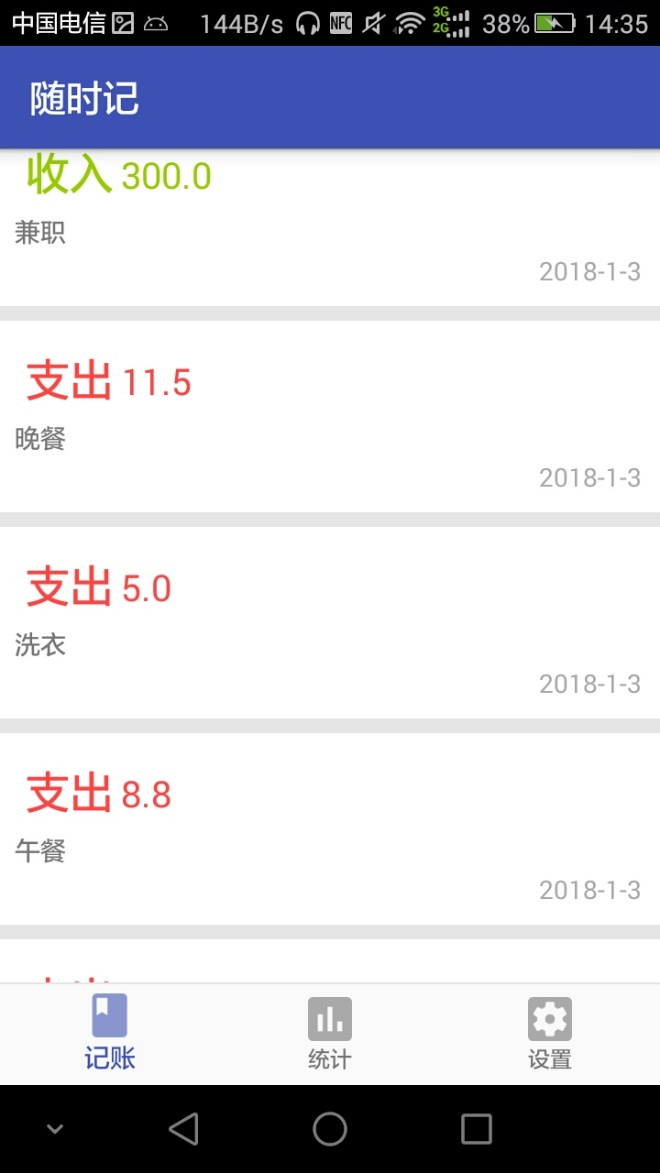 中国电信 144B/s NFC 3G 2G 38% 14:35
随时记
收入 300.0
兼职
2018-1-3
支出 11.5
晚餐
2018-1-3
支出 5.0
洗衣
2018-1-3
支出 8.8
午餐
2018-1-3
记账 统计 设置